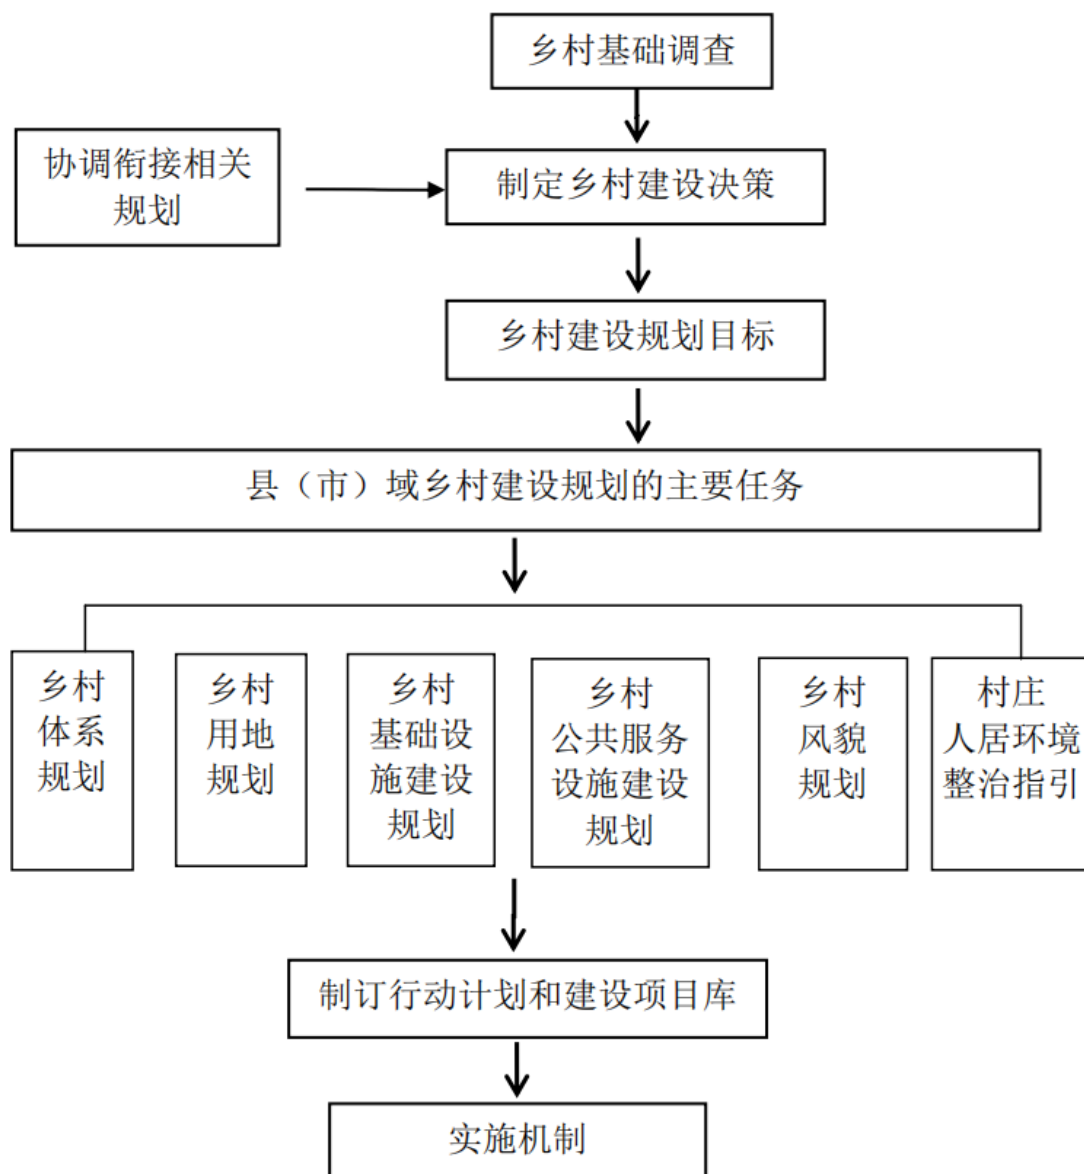 乡村基础调查
协调衔接相关
规划
制定乡村建设决策
乡村建设规划目标
县（市）域乡村建设规划的主要任务
乡村
体系
规划
乡村
用地
规划
乡村
基础设
施建设
规划
乡村
公共服务
设施建设
规划
乡村
风貌
规划
村庄
人居环境
整治指引
制订行动计划和建设项目库
实施机制